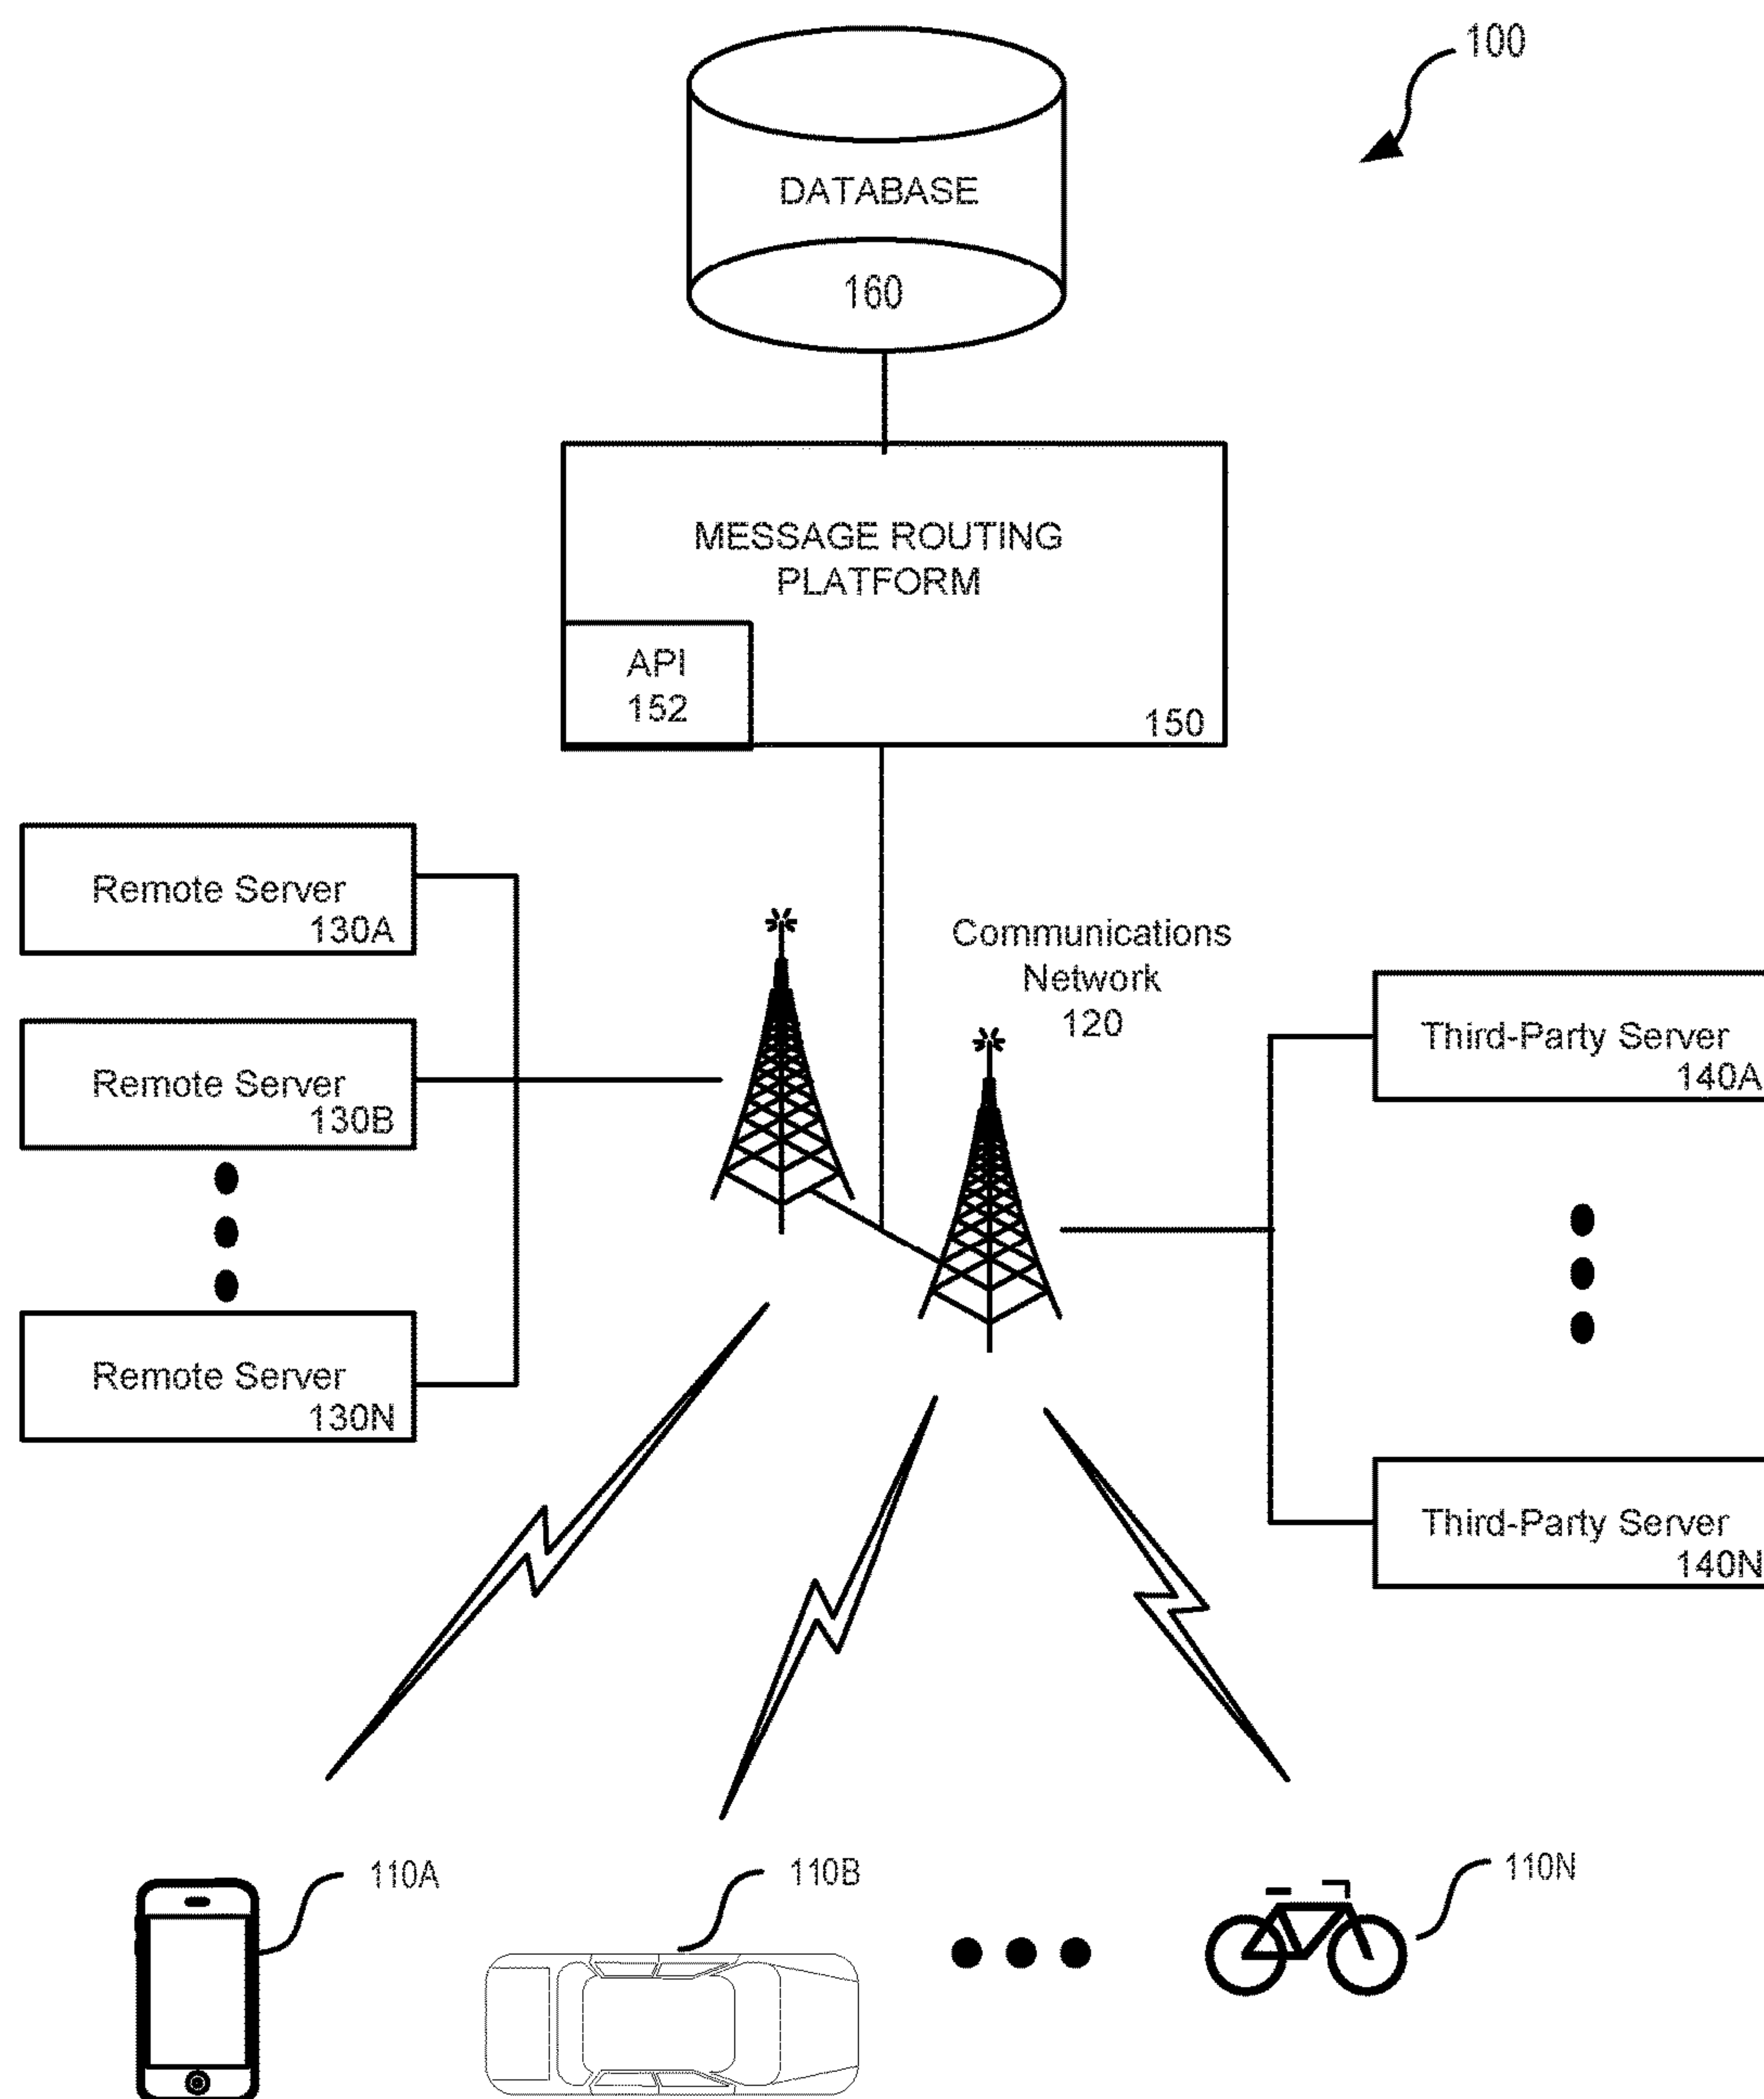 100
DATABASE
160
MESSAGE ROUTING
PLATFORM
API
152
150
Remote Server
130A
Communications
Network
120
Remote Server
130B
Third-Party Server
140A
Remote Server
130N
Third-Party Server
140N
110A
110B
110N